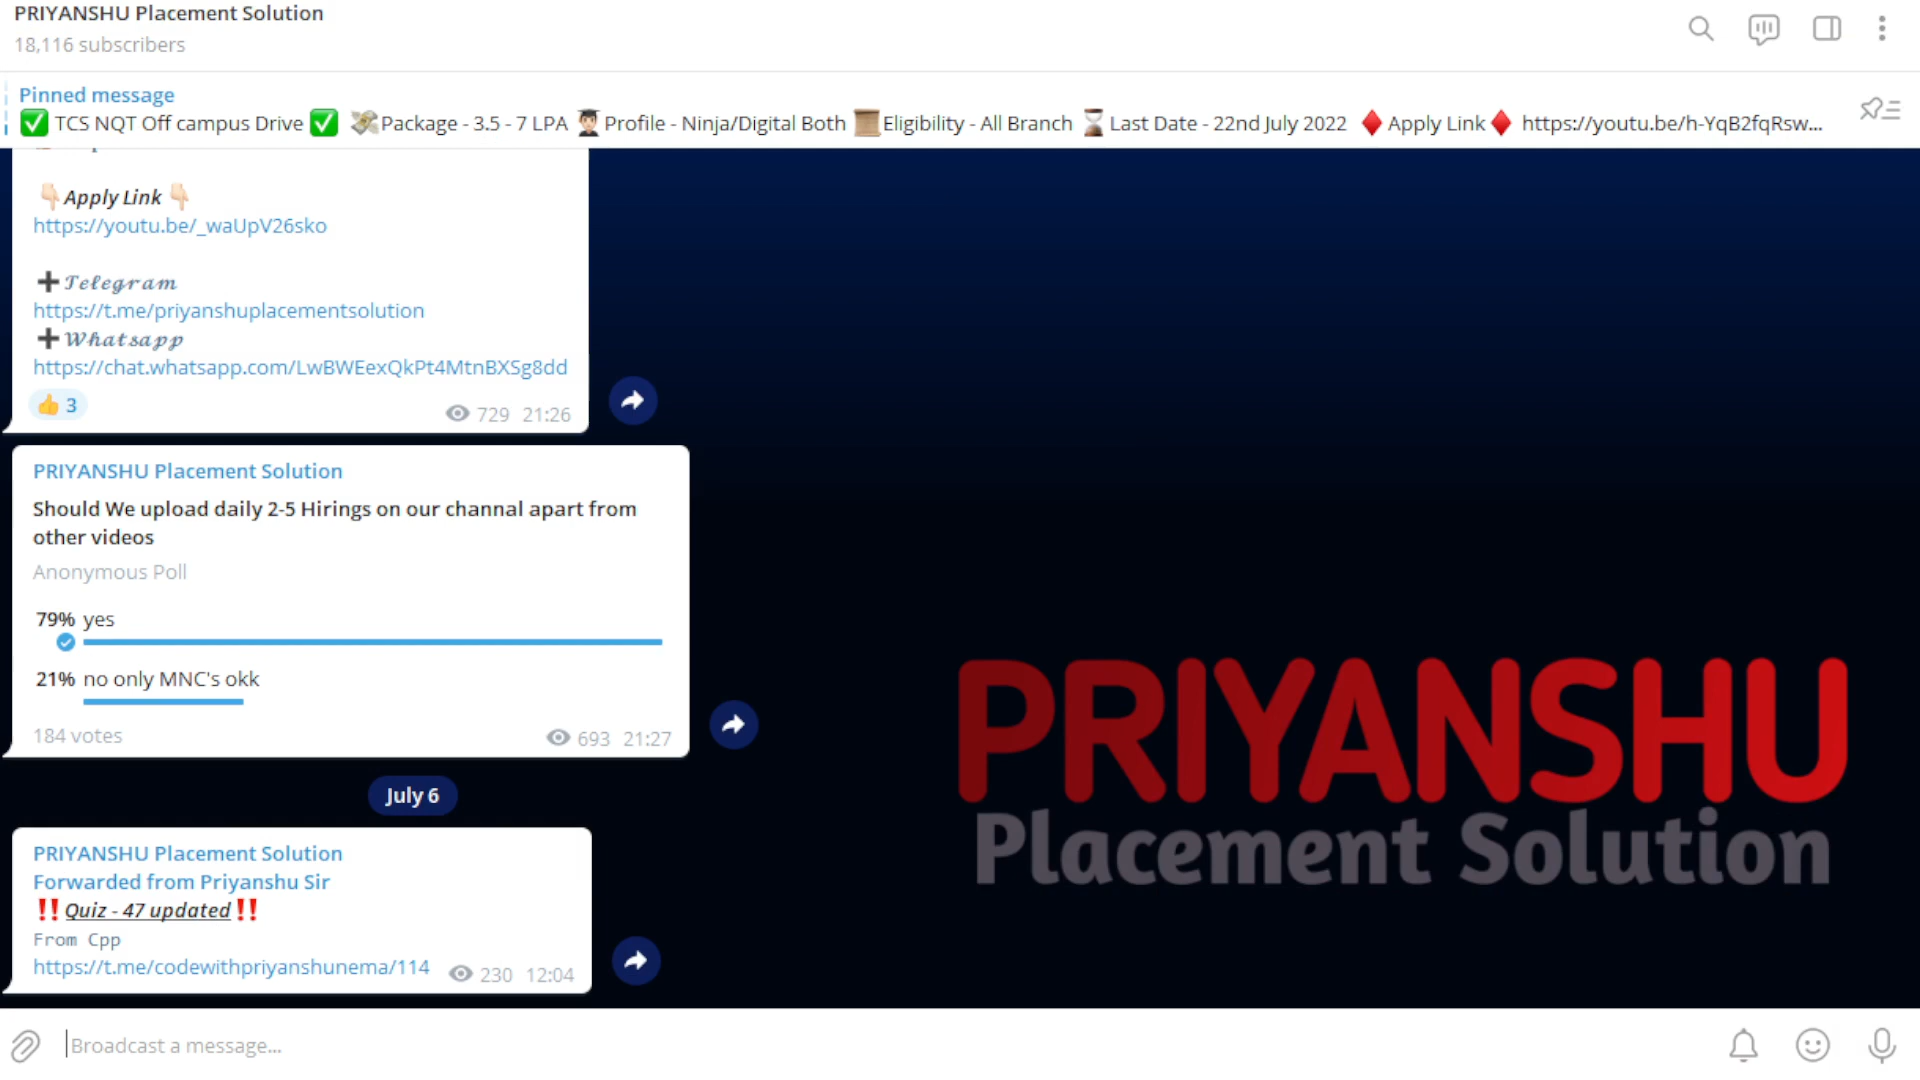 PRIYANSHU Placement Solution
18,116 subscribers
Pinned message
✅ TCS NQT Off campus Drive ✅ 💸Package - 3.5 - 7 LPA 👨🏻‍🎓Profile - Ninja/Digital Both 📜Eligibility - All Branch ⏳Last Date - 22nd July 2022 ♦️Apply Link♦️ https://youtu.be/h-YqB2fqRsw...
👇🏻Apply Link👇🏻
https://youtu.be/_waUpV26sko
➕𝓣𝓮𝓵𝓮𝓰𝓻𝓪𝓶
https://t.me/priyanshuplacementsolution
➕𝓦𝓱𝓪𝓽𝓼𝓪𝓹𝓹
https://chat.whatsapp.com/LwBWEexQkPt4MtnBXSg8dd
👍 3
729 21:26
PRIYANSHU Placement Solution
Should We upload daily 2-5 Hirings on our channal apart from
other videos
Anonymous Poll
79% yes
21% no only MNC's okk
184 votes
693 21:27
July 6
PRIYANSHU Placement Solution
Forwarded from Priyanshu Sir
‼️Quiz - 47 updated‼️
From Cpp
https://t.me/codewithpriyanshunema/114
230 12:04
PRIYANSHU
Placement Solution
Broadcast a message...